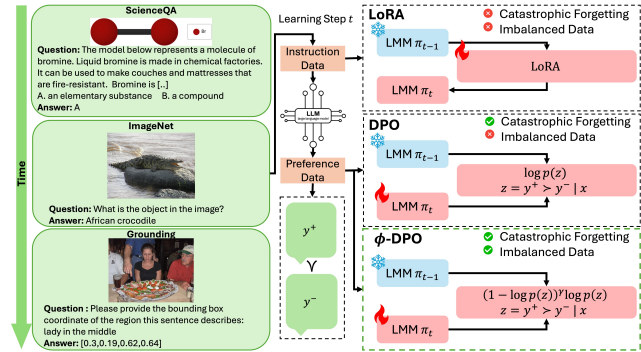 ScienceQA
Br
Question: The model below represents a molecule of
bromine. Liquid bromine is made in chemical factories.
It can be used to make couches and mattresses that
are fire-resistant. Bromine is [..]
A. an elementary substance B. a compound
Answer: A
ImageNet
Question: What is the object in the image?
Answer: African crocodile
Grounding
Question : Please provide the bounding box
coordinate of the region this sentence describes:
lady in the middle
Answer: [0.3,0.19,0.62,0.64]
Time
Learning Step t
Instruction
Data
LLM
Preference
Data
y⁺
≻
y⁻
LoRA
Catastrophic Forgetting
Imbalanced Data
LMM π_{t−1}
LoRA
LMM π_t
DPO
Catastrophic Forgetting
Imbalanced Data
LMM π_{t−1}
log p(z)
z = y⁺ ≻ y⁻ | x
LMM π_t
ϕ-DPO
Catastrophic Forgetting
Imbalanced Data
LMM π_{t−1}
(1 − log p(z))^γ log p(z)
z = y⁺ ≻ y⁻ | x
LMM π_t